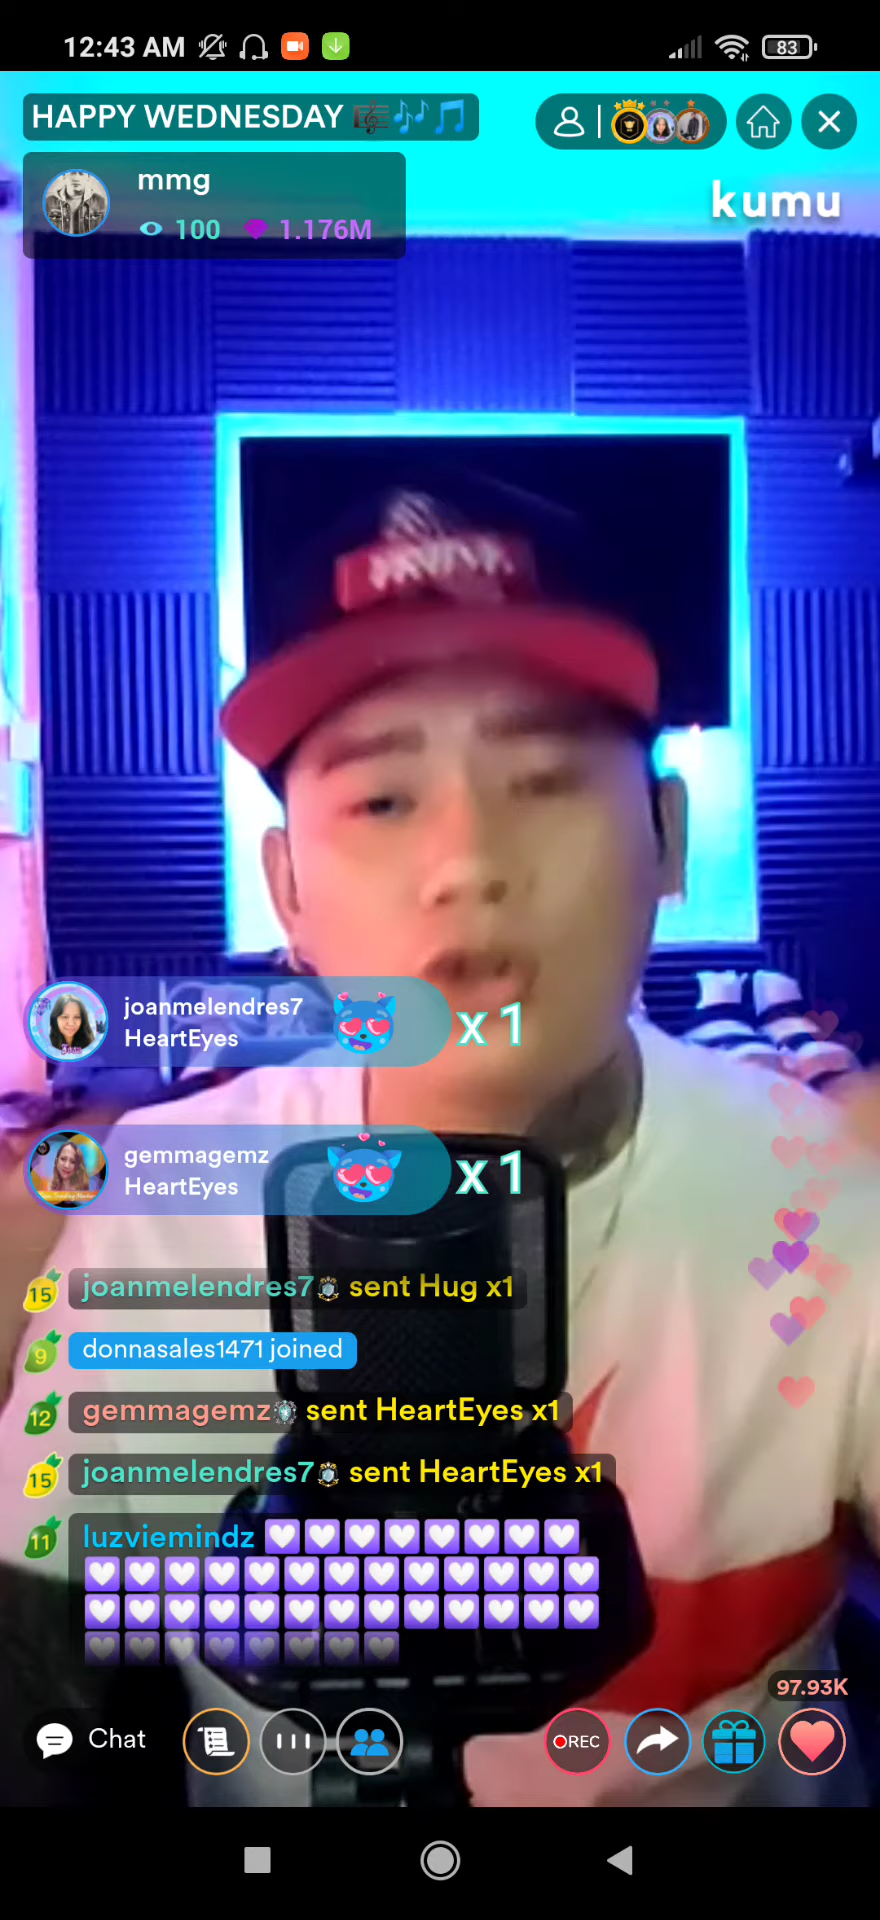 12:43 AM
83
HAPPY WEDNESDAY 🎼🎶🎵
mmg
100 1.176M
kumu
joanmelendres7
HeartEyes
x 1
gemmagemz
HeartEyes
x 1
15 joanmelendres7 sent Hug x1
9 donnasales1471 joined
12 gemmagemz sent HeartEyes x1
15 joanmelendres7 sent HeartEyes x1
11 luzviemindz 💜💜💜💜💜💜💜💜
97.93K
Chat
REC